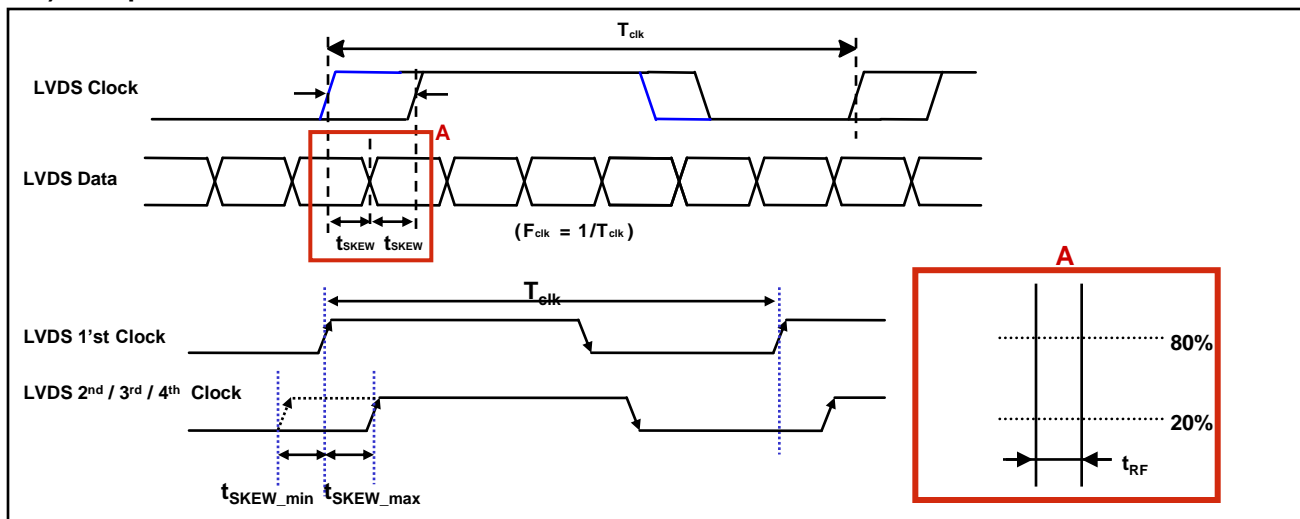 Tclk
LVDS Clock
A
LVDS Data
tSKEW tSKEW
(Fclk = 1/Tclk)
A
Tclk
LVDS 1'st Clock
80%
LVDS 2nd / 3rd / 4th Clock
20%
tRF
tSKEW_min tSKEW_max